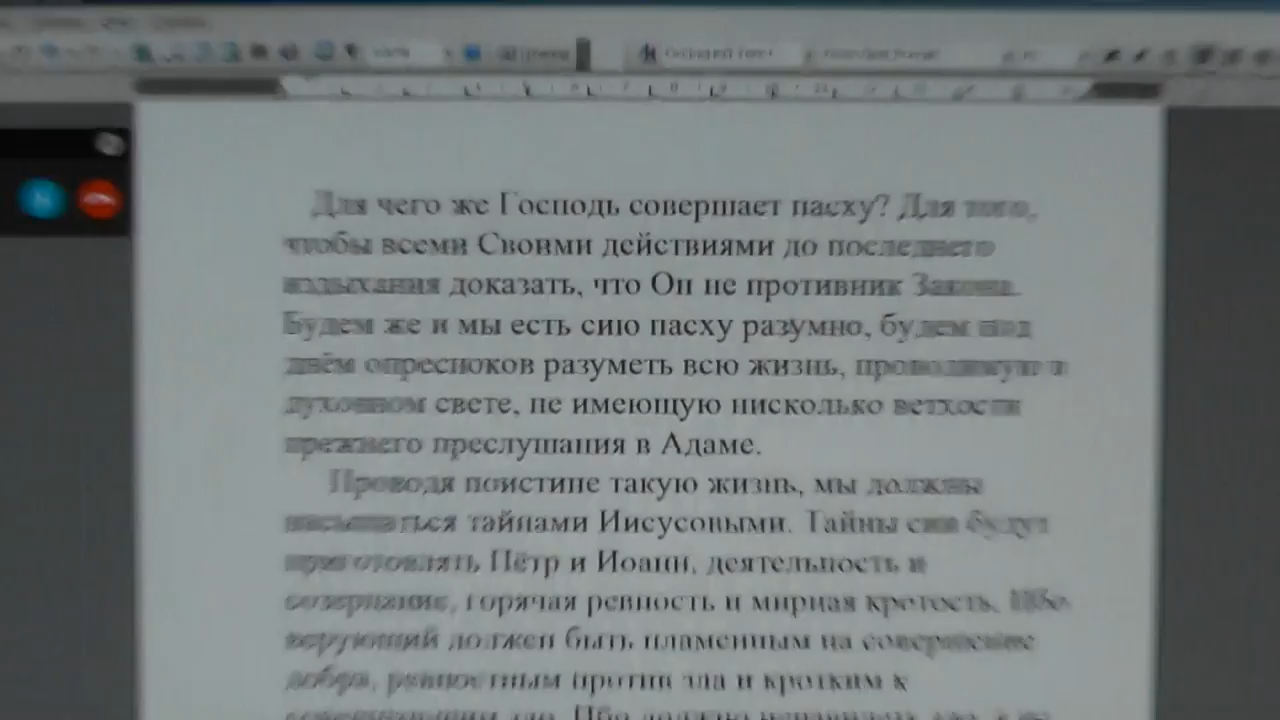 Для чего же Господь совершает пасху? Для того,
чтобы всеми Своими действиями до последнего
издыхания доказать, что Он не противник Закона.
Будем же и мы есть сию пасху разумно, будем под
днём опресноков разуметь всю жизнь, проводимую в
духовном свете, не имеющую нисколько ветхости
прежнего преслушания в Адаме.
Проводя поистине такую жизнь, мы должны
насыщаться тайнами Иисусовыми. Тайны сии будут
приготовлять Пётр и Иоанн, деятельность и
созерцание, горячая ревность и мирная кротость. Ибо
верующий должен быть пламенным на совершение
добра, ревностным против зла и кротким к